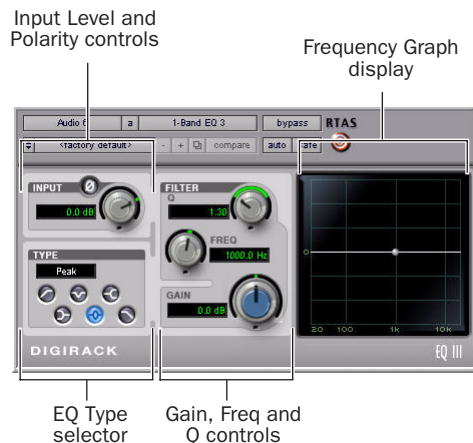 Input Level and
Polarity controls
Frequency Graph
display
Audio 6 a 1-Band EQ 3 bypass RTAS
<factory default> - + compare auto safe
INPUT Ø
0.0 dB
FILTER
Q
1.30
FREQ
1000.0 Hz
TYPE
Peak
GAIN
0.0 dB
0
20 100 1k 10k
DIGIRACK
EQ III
EQ Type
selector
Gain, Freq and
Q controls